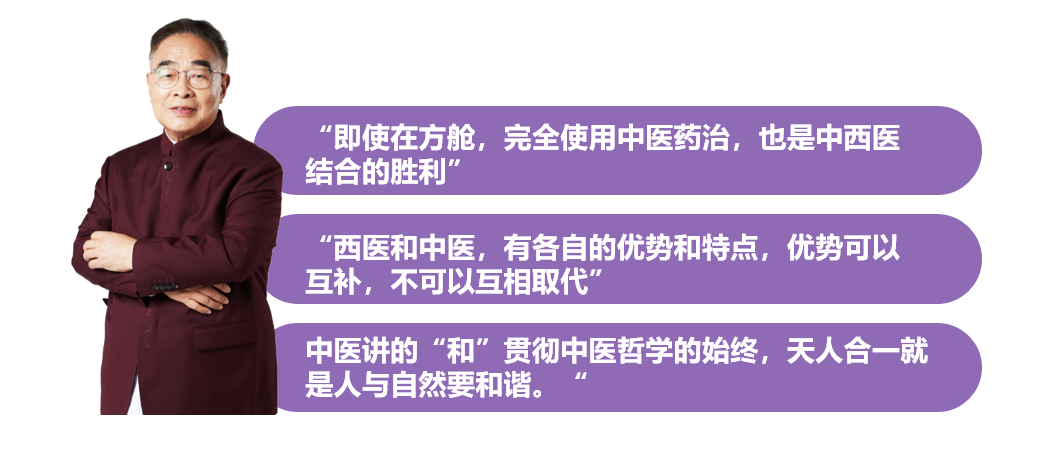 “即使在方舱，完全使用中医药治，也是中西医
结合的胜利”
“西医和中医，有各自的优势和特点，优势可以
互补，不可以互相取代”
中医讲的“和”贯彻中医哲学的始终，天人合一就
是人与自然要和谐。“